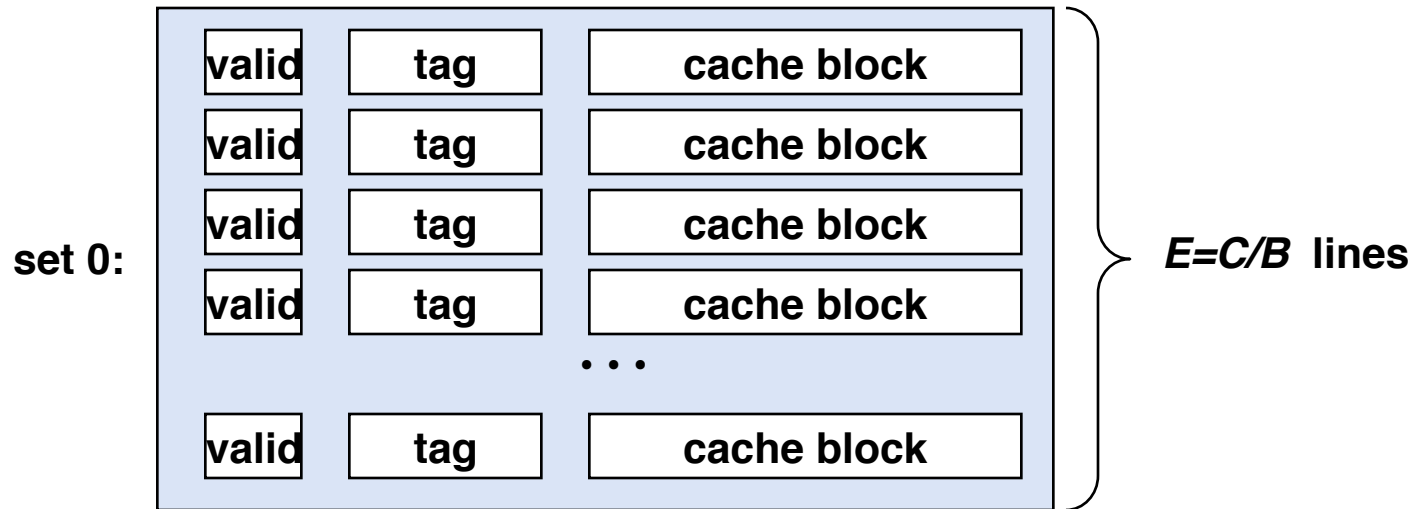 valid tag cache block
valid tag cache block
valid tag cache block
set 0:
E=C/B lines
valid tag cache block
. . .
valid tag cache block